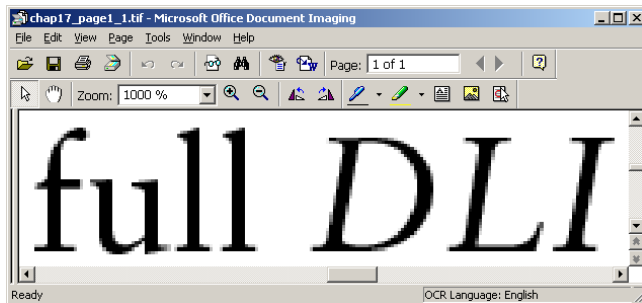 chap17_page1_1.tif - Microsoft Office Document Imaging
File Edit View Page Tools Window Help
Page: 1 of 1
Zoom: 1000 %
full DLI
Ready OCR Language: English